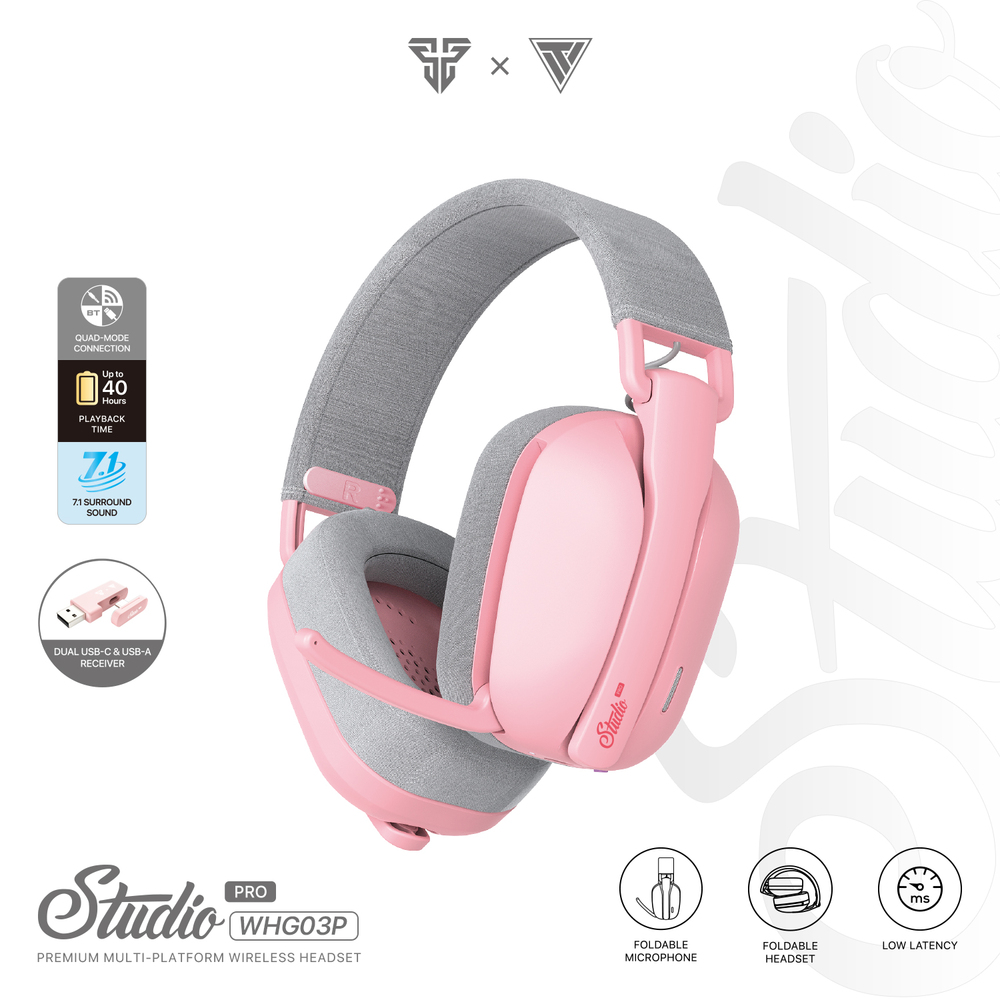 ×
BT
QUAD-MODE
CONNECTION
Up to
40
Hours
PLAYBACK
TIME
7.1
7.1 SURROUND
SOUND
DUAL USB-C & USB-A
RECEIVER
R
Studio
Studio
Studio PRO
WHG03P
PREMIUM MULTI-PLATFORM WIRELESS HEADSET
FOLDABLE
MICROPHONE
FOLDABLE
HEADSET
ms
LOW LATENCY